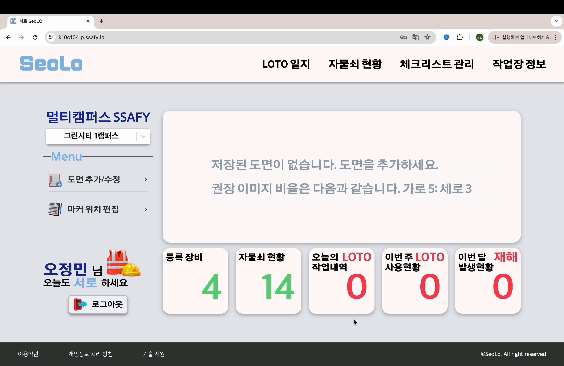 SeoLo
SeoLo
LOTO 일지
자물쇠 현황
체크리스트 관리
작업장 정보
멀티캠퍼스 SSAFY
그린시티 1캠퍼스
Menu
도면 추가/수정
마커 위치 편집
저장된 도면이 없습니다. 도면을 추가하세요.
권장 이미지 비율은 다음과 같습니다. 가로 5: 세로 3
등록 장비
4
자물쇠 현황
14
오늘의 LOTO
작업내역
0
이번 주 LOTO
사용현황
0
이번 달 재해
발생현황
0
오정민 님
오늘도 서로 하세요
로그아웃
이용약관
©SeoLo. All right reserved